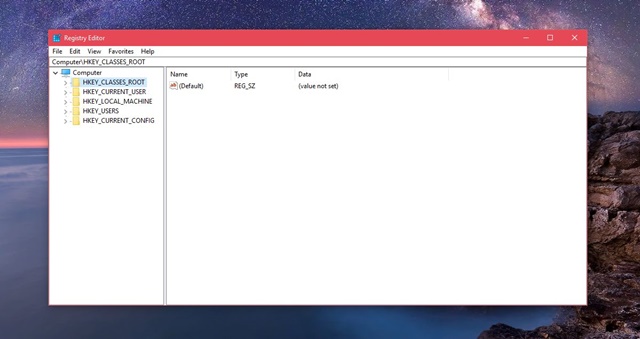 Registry Editor
File Edit View Favorites Help
Computer\HKEY_CLASSES_ROOT
Computer
HKEY_CLASSES_ROOT
HKEY_CURRENT_USER
HKEY_LOCAL_MACHINE
HKEY_USERS
HKEY_CURRENT_CONFIG
Name Type Data
ab (Default) REG_SZ (value not set)